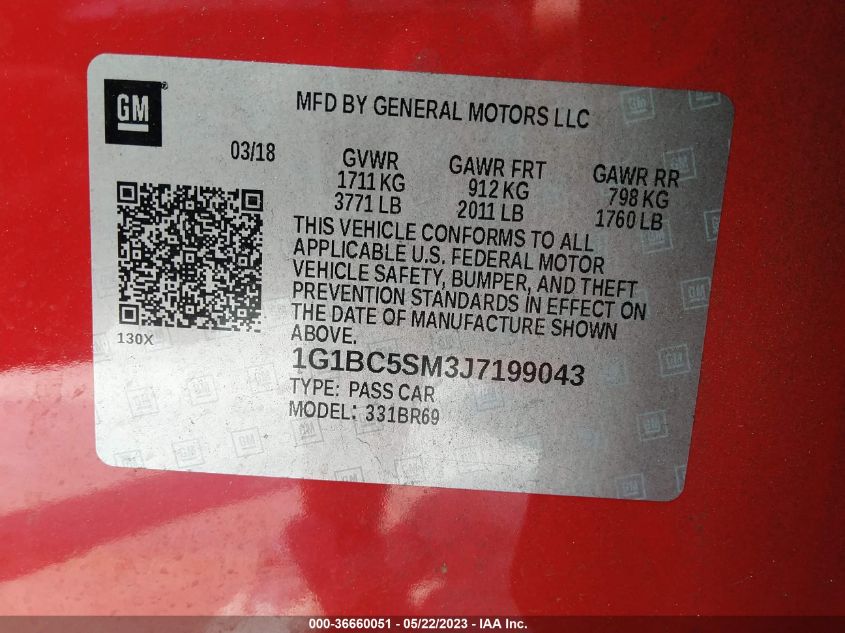 GM ®
MFD BY GENERAL MOTORS LLC
03/18
GVWR GAWR FRT GAWR RR
1711 KG 912 KG 798 KG
3771 LB 2011 LB 1760 LB
THIS VEHICLE CONFORMS TO ALL
APPLICABLE U.S. FEDERAL MOTOR
VEHICLE SAFETY, BUMPER, AND THEFT
PREVENTION STANDARDS IN EFFECT ON
THE DATE OF MANUFACTURE SHOWN
ABOVE.
130X
1G1BC5SM3J7199043
TYPE: PASS CAR
MODEL: 331BR69
000-36660051 - 05/22/2023 - IAA Inc.